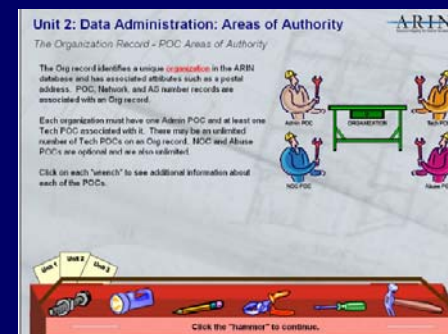 Unit 2: Data Administration: Areas of Authority
ARIN
The Organization Record - POC Areas of Authority
The Org record identifies a unique organization in the ARIN
database and has associated attributes such as a postal
address. POC, Network, and AS number records are
associated with an Org record.
Each organization must have one Admin POC and at least one
Tech POC associated with it. There may be an unlimited
number of Tech POCs on an Org record. NOC and Abuse
POCs are optional and are also unlimited.
Click on each "wrench" to see additional information about
each of the POCs.
Admin POC
ORGANIZATION
Tech POC
NOC POC
Abuse POC
Unit 1
Unit 2
Unit 3
Click the "hammer" to continue.